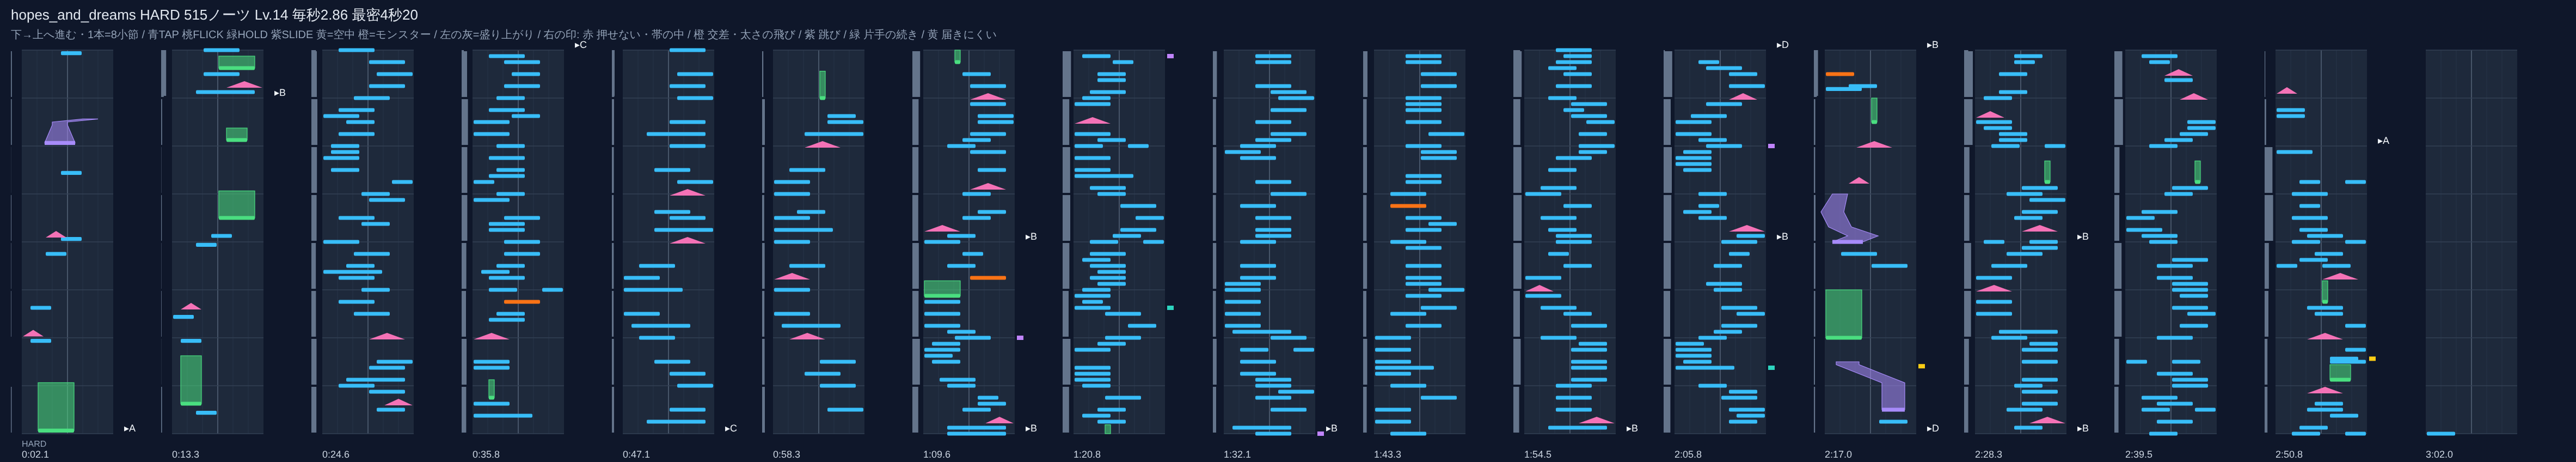 hopes_and_dreams HARD 515ノーツ Lv.14 毎秒2.86 最密4秒20
下→上へ進む・1本=8小節 / 青TAP 桃FLICK 緑HOLD 紫SLIDE 黄=空中 橙=モンスター / 左の灰=盛り上がり / 右の印: 赤 押せない・帯の中 / 橙 交差・太さの飛び / 紫 跳び / 緑 片手の続き / 黄 届きにくい
▸C
▸D
▸B
▸B
▸A
▸B
▸B
▸B
▸B
▸A
▸C
▸B
▸B
▸B
▸D
▸B
HARD
0:02.1 0:13.3 0:24.6 0:35.8 0:47.1 0:58.3 1:09.6 1:20.8 1:32.1 1:43.3 1:54.5 2:05.8 2:17.0 2:28.3 2:39.5 2:50.8 3:02.0